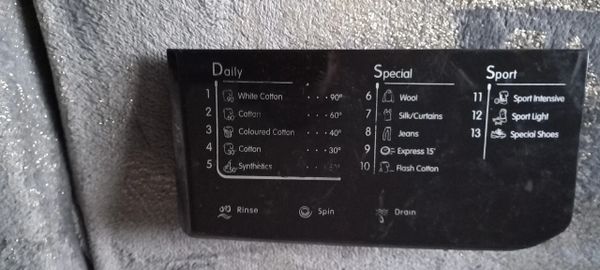 Daily
1 White Cotton ... 90°
2 Cotton ... 60°
3 Coloured Cotton ... 40°
4 Cotton ... 30°
5 Synthetics
Special
6 Wool
7 Silk/Curtains
8 Jeans
9 Express 15'
10 Flash Cotton
Sport
11 Sport Intensive
12 Sport Light
13 Special Shoes
Rinse Spin Drain